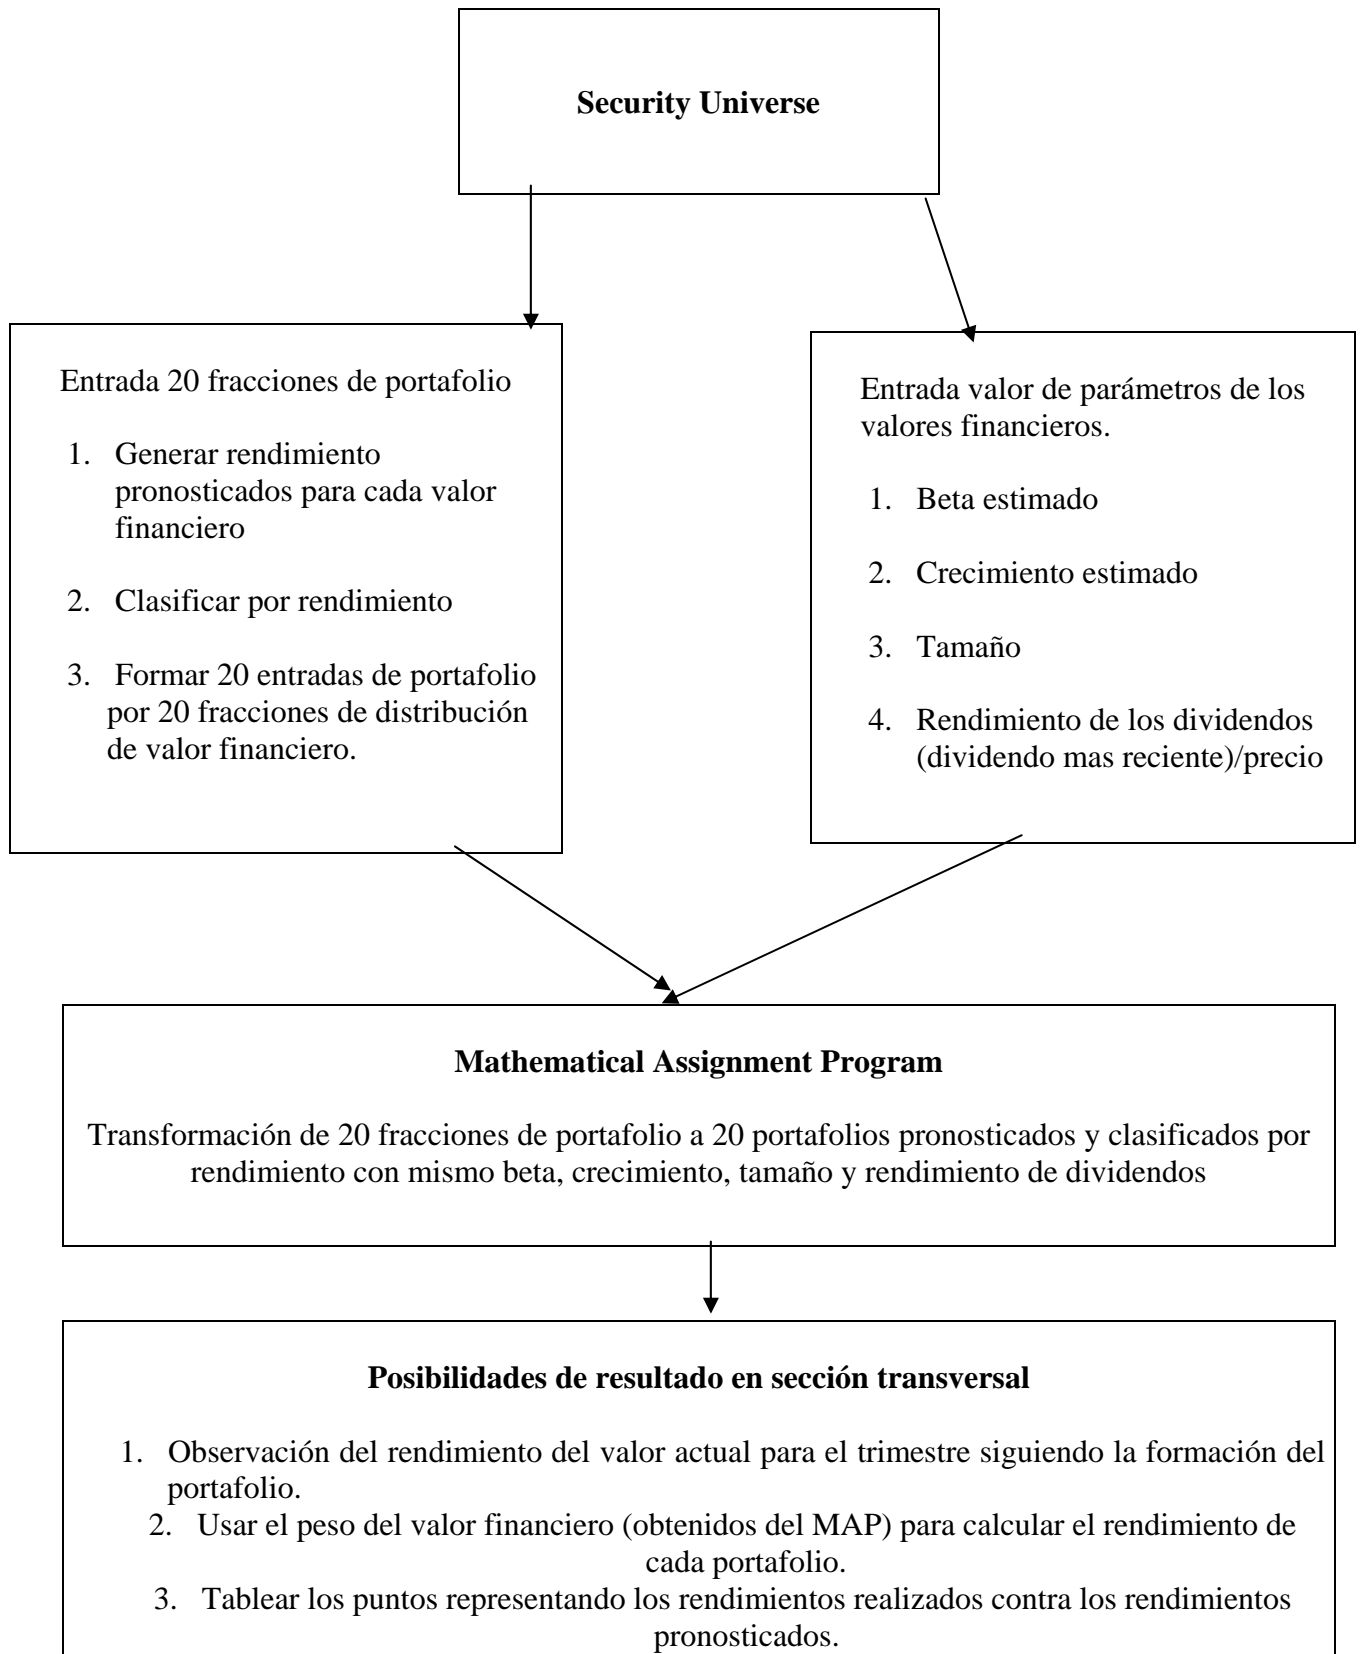 Security Universe
Entrada 20 fracciones de portafolio
1. Generar rendimiento
pronosticados para cada valor
financiero
2. Clasificar por rendimiento
3. Formar 20 entradas de portafolio
por 20 fracciones de distribución
de valor financiero.
Entrada valor de parámetros de los
valores financieros.
1. Beta estimado
2. Crecimiento estimado
3. Tamaño
4. Rendimiento de los dividendos
(dividendo mas reciente)/precio
Mathematical Assignment Program
Transformación de 20 fracciones de portafolio a 20 portafolios pronosticados y clasificados por
rendimiento con mismo beta, crecimiento, tamaño y rendimiento de dividendos
Posibilidades de resultado en sección transversal
1. Observación del rendimiento del valor actual para el trimestre siguiendo la formación del
portafolio.
2. Usar el peso del valor financiero (obtenidos del MAP) para calcular el rendimiento de
cada portafolio.
3. Tablear los puntos representando los rendimientos realizados contra los rendimientos
pronosticados.